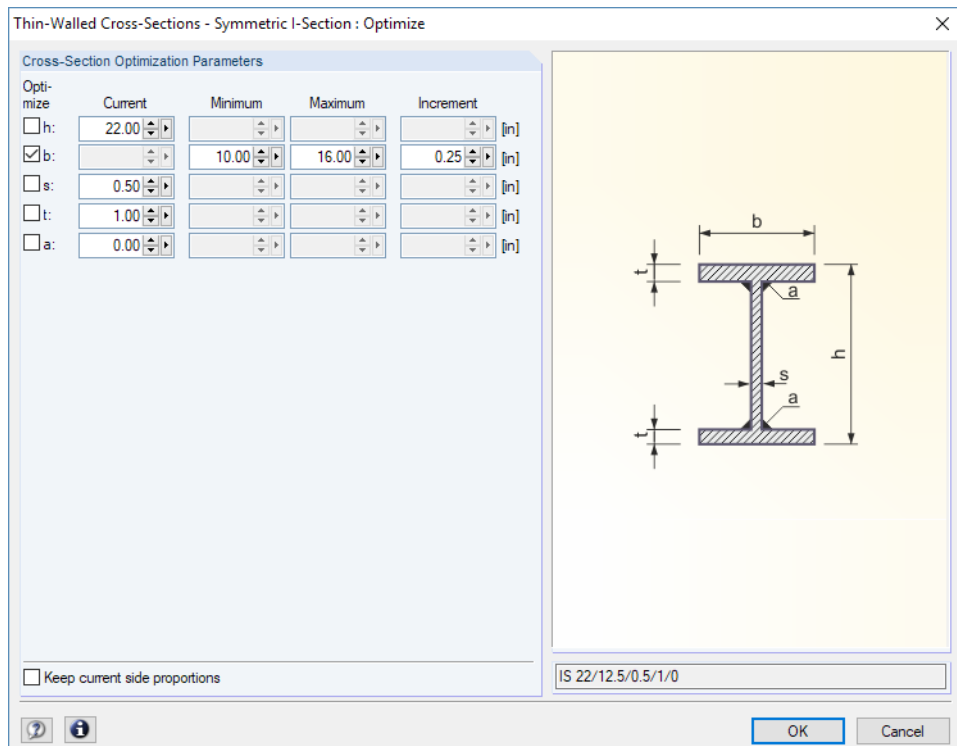 Thin-Walled Cross-Sections - Symmetric I-Section : Optimize
Cross-Section Optimization Parameters
Opti-
mize Current Minimum Maximum Increment
h: 22.00 [in]
b: 10.00 16.00 0.25 [in]
s: 0.50 [in]
t: 1.00 [in]
a: 0.00 [in]
Keep current side proportions
b
t
a
h
s
a
t
IS 22/12.5/0.5/1/0
OK Cancel